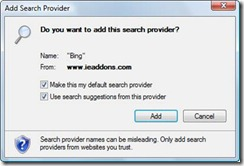 Add Search Provider
Do you want to add this search provider?
Name: "Bing"
From: www.ieaddons.com
Make this my default search provider
Use search suggestions from this provider
Add Cancel
Search provider names can be misleading. Only add search
providers from websites you trust.